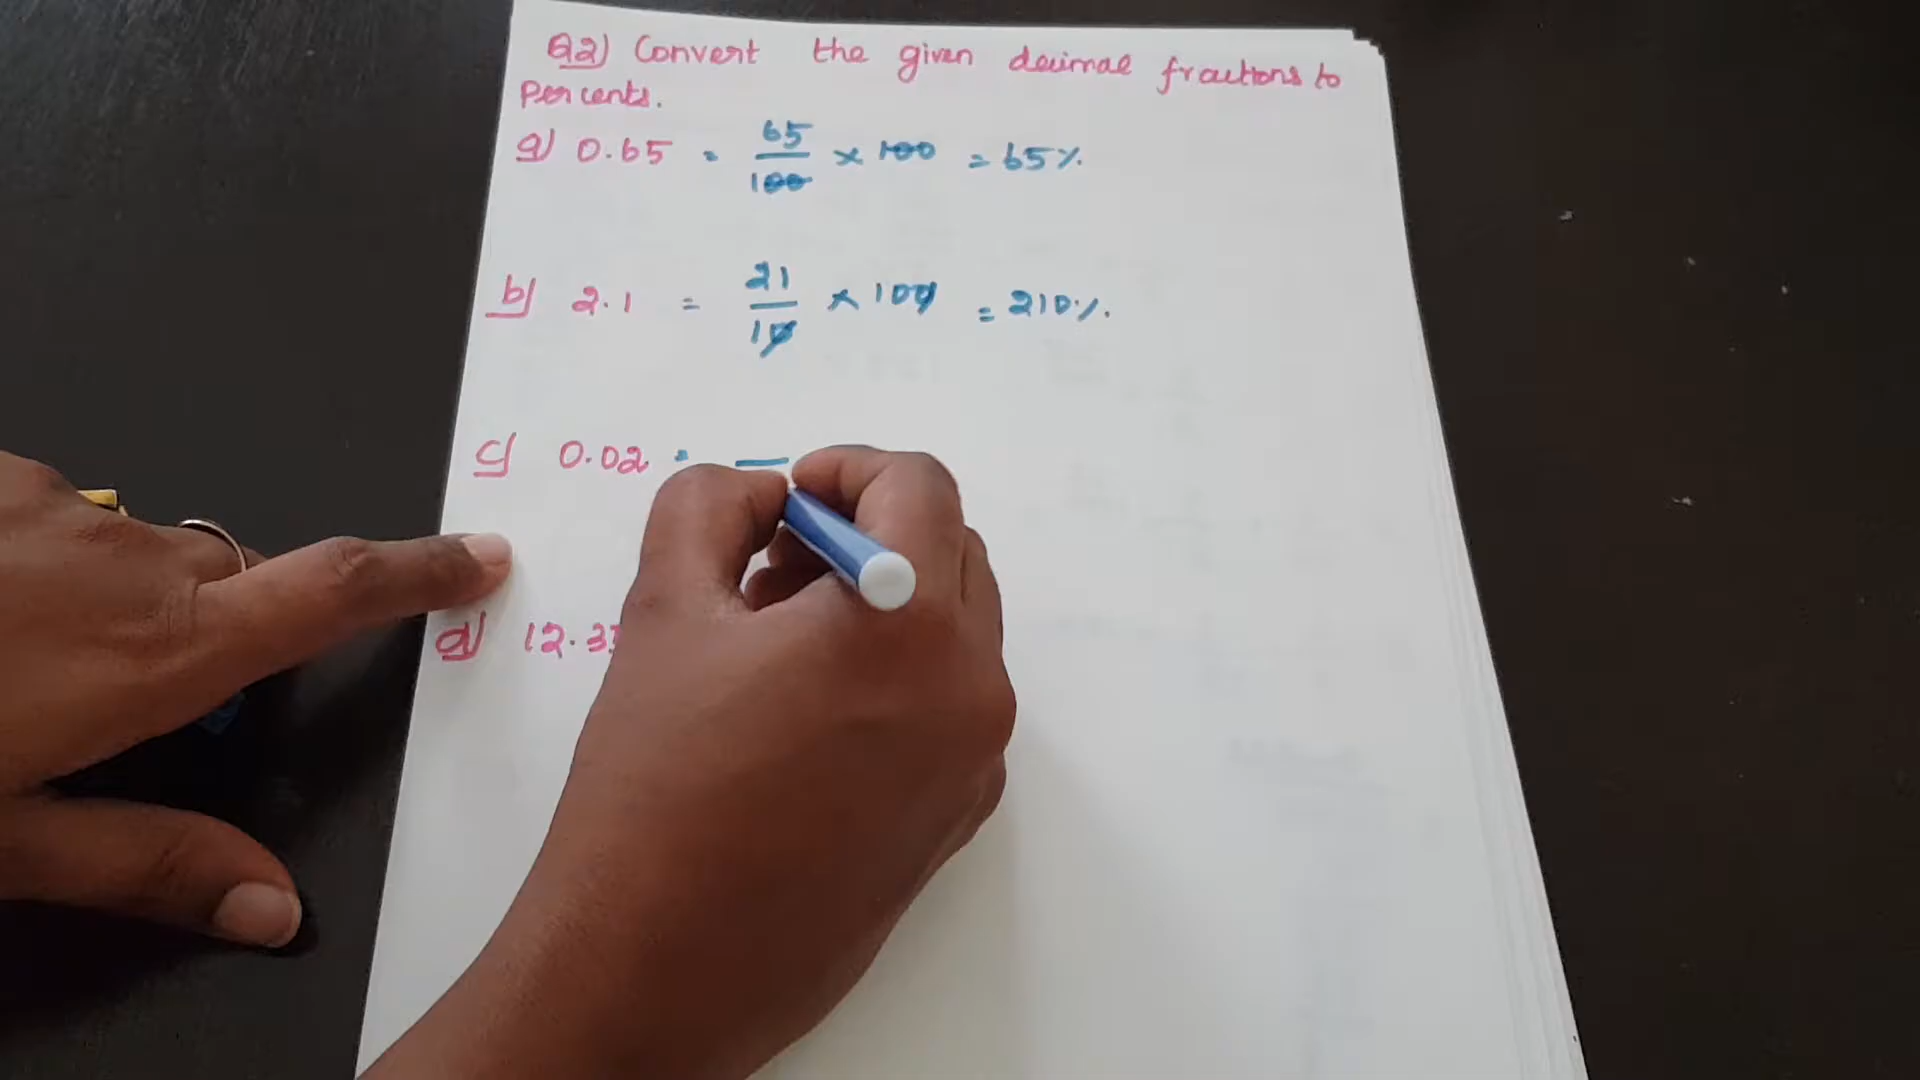 Q2) Convert the given decimal fractions to
Percents.
a) 0.65 = 65/100 × 100 = 65%
b) 2.1 = 21/10 × 100 = 210%.
c) 0.02 =
d) 12.3